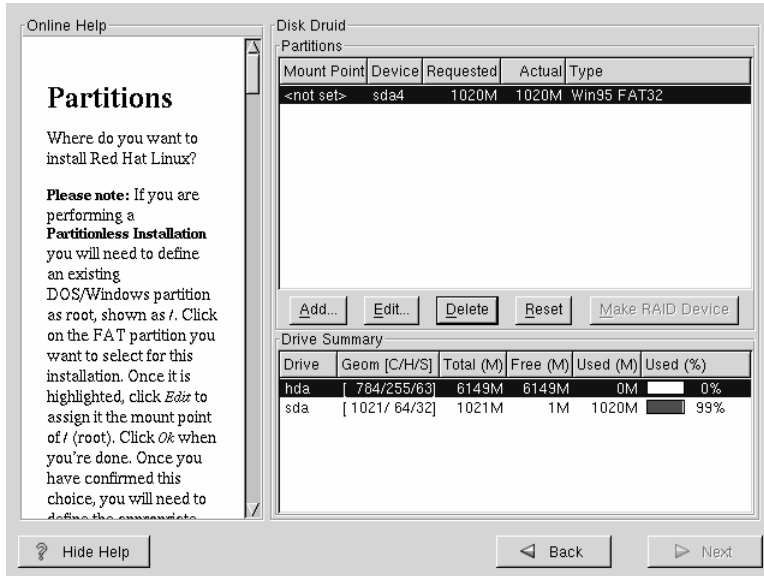 Online Help
Partitions
Where do you want to
install Red Hat Linux?
Please note: If you are
performing a
Partitionless Installation
you will need to define
an existing
DOS/Windows partition
as root, shown as /. Click
on the FAT partition you
want to select for this
installation. Once it is
highlighted, click Edit to
assign it the mount point
of / (root). Click Ok when
you're done. Once you
have confirmed this
choice, you will need to
define the appropriate
Disk Druid
Partitions
Mount Point Device Requested Actual Type
<not set> sda4 1020M 1020M Win95 FAT32
Add... Edit... Delete Reset Make RAID Device
Drive Summary
Drive Geom [C/H/S] Total (M) Free (M) Used (M) Used (%)
hda [ 784/255/63] 6149M 6149M 0M 0%
sda [ 1021/ 64/32] 1021M 1M 1020M 99%
? Hide Help Back Next